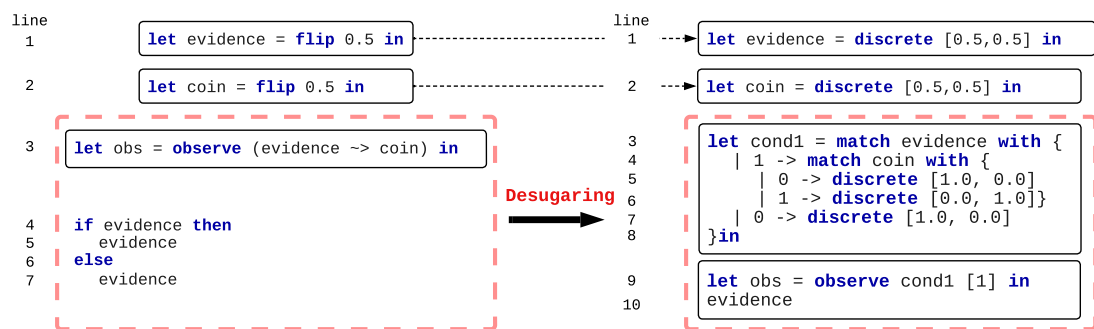 line
1 let evidence = flip 0.5 in
2 let coin = flip 0.5 in
3 let obs = observe (evidence ~> coin) in
4 if evidence then
5 evidence
6 else
7 evidence
Desugaring
line
1 let evidence = discrete [0.5,0.5] in
2 let coin = discrete [0.5,0.5] in
3 let cond1 = match evidence with {
4 | 1 -> match coin with {
5 | 0 -> discrete [1.0, 0.0]
6 | 1 -> discrete [0.0, 1.0]}
7 | 0 -> discrete [1.0, 0.0]
8 }in
9 let obs = observe cond1 [1] in
10 evidence